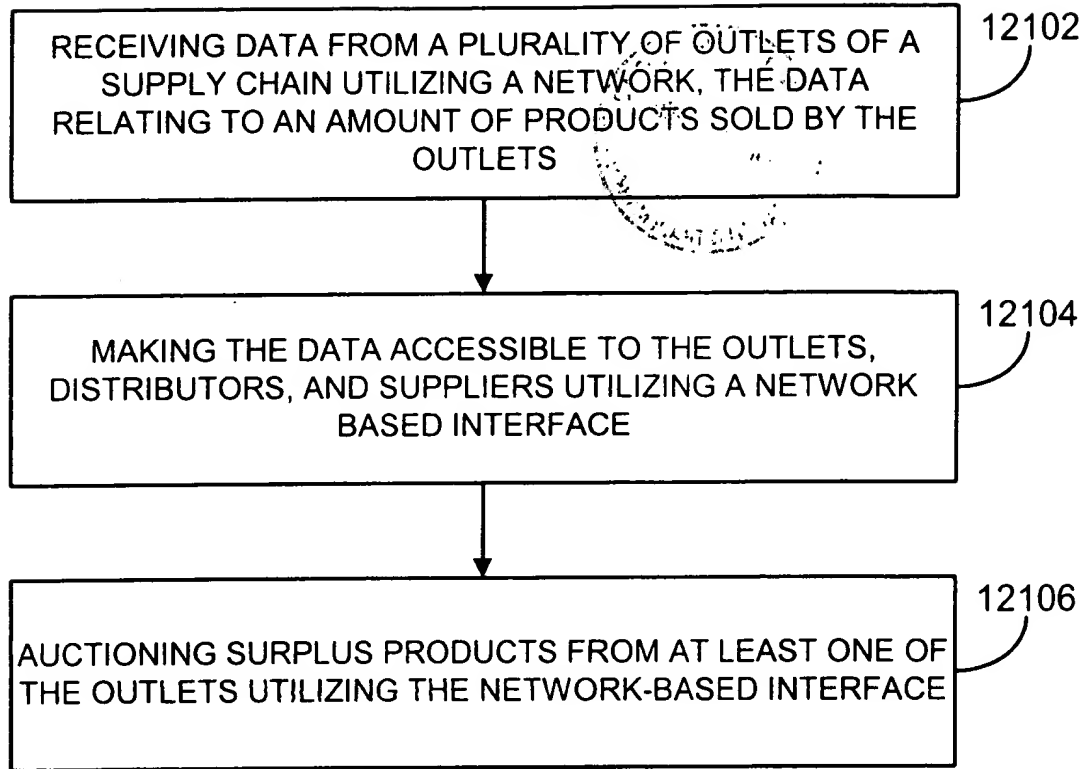 RECEIVING DATA FROM A PLURALITY OF OUTLETS OF A
SUPPLY CHAIN UTILIZING A NETWORK, THE DATA
RELATING TO AN AMOUNT OF PRODUCTS SOLD BY THE
OUTLETS
12102
MAKING THE DATA ACCESSIBLE TO THE OUTLETS,
DISTRIBUTORS, AND SUPPLIERS UTILIZING A NETWORK
BASED INTERFACE
12104
AUCTIONING SURPLUS PRODUCTS FROM AT LEAST ONE OF
THE OUTLETS UTILIZING THE NETWORK-BASED INTERFACE
12106